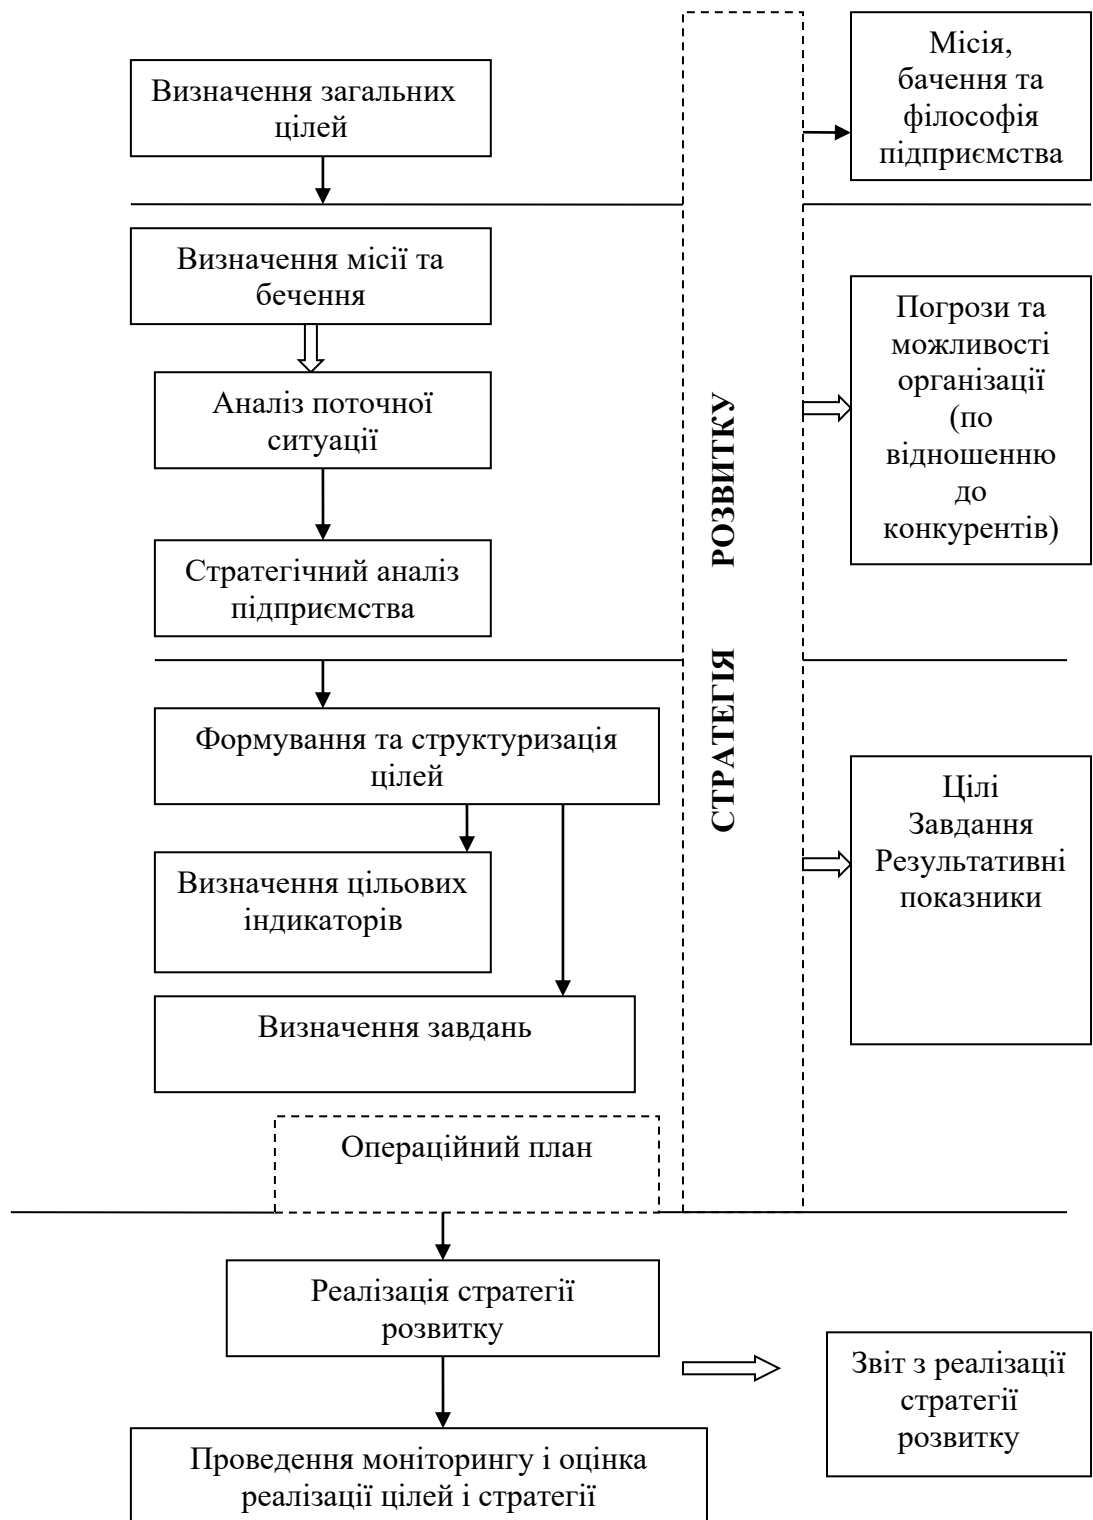 Визначення загальних
цілей
Місія,
бачення та
філософія
підприємства
Визначення місії та
бечення
Аналіз поточної
ситуації
Стратегічний аналіз
підприємства
Погрози та
можливості
організації
(по
відношенню
до
конкурентів)
СТРАТЕГІЯ РОЗВИТКУ
Формування та структуризація
цілей
Визначення цільових
індикаторів
Визначення завдань
Цілі
Завдання
Результативні
показники
Операційний план
Реалізація стратегії
розвитку
Звіт з реалізації
стратегії
розвитку
Проведення моніторингу і оцінка
реалізації цілей і стратегії